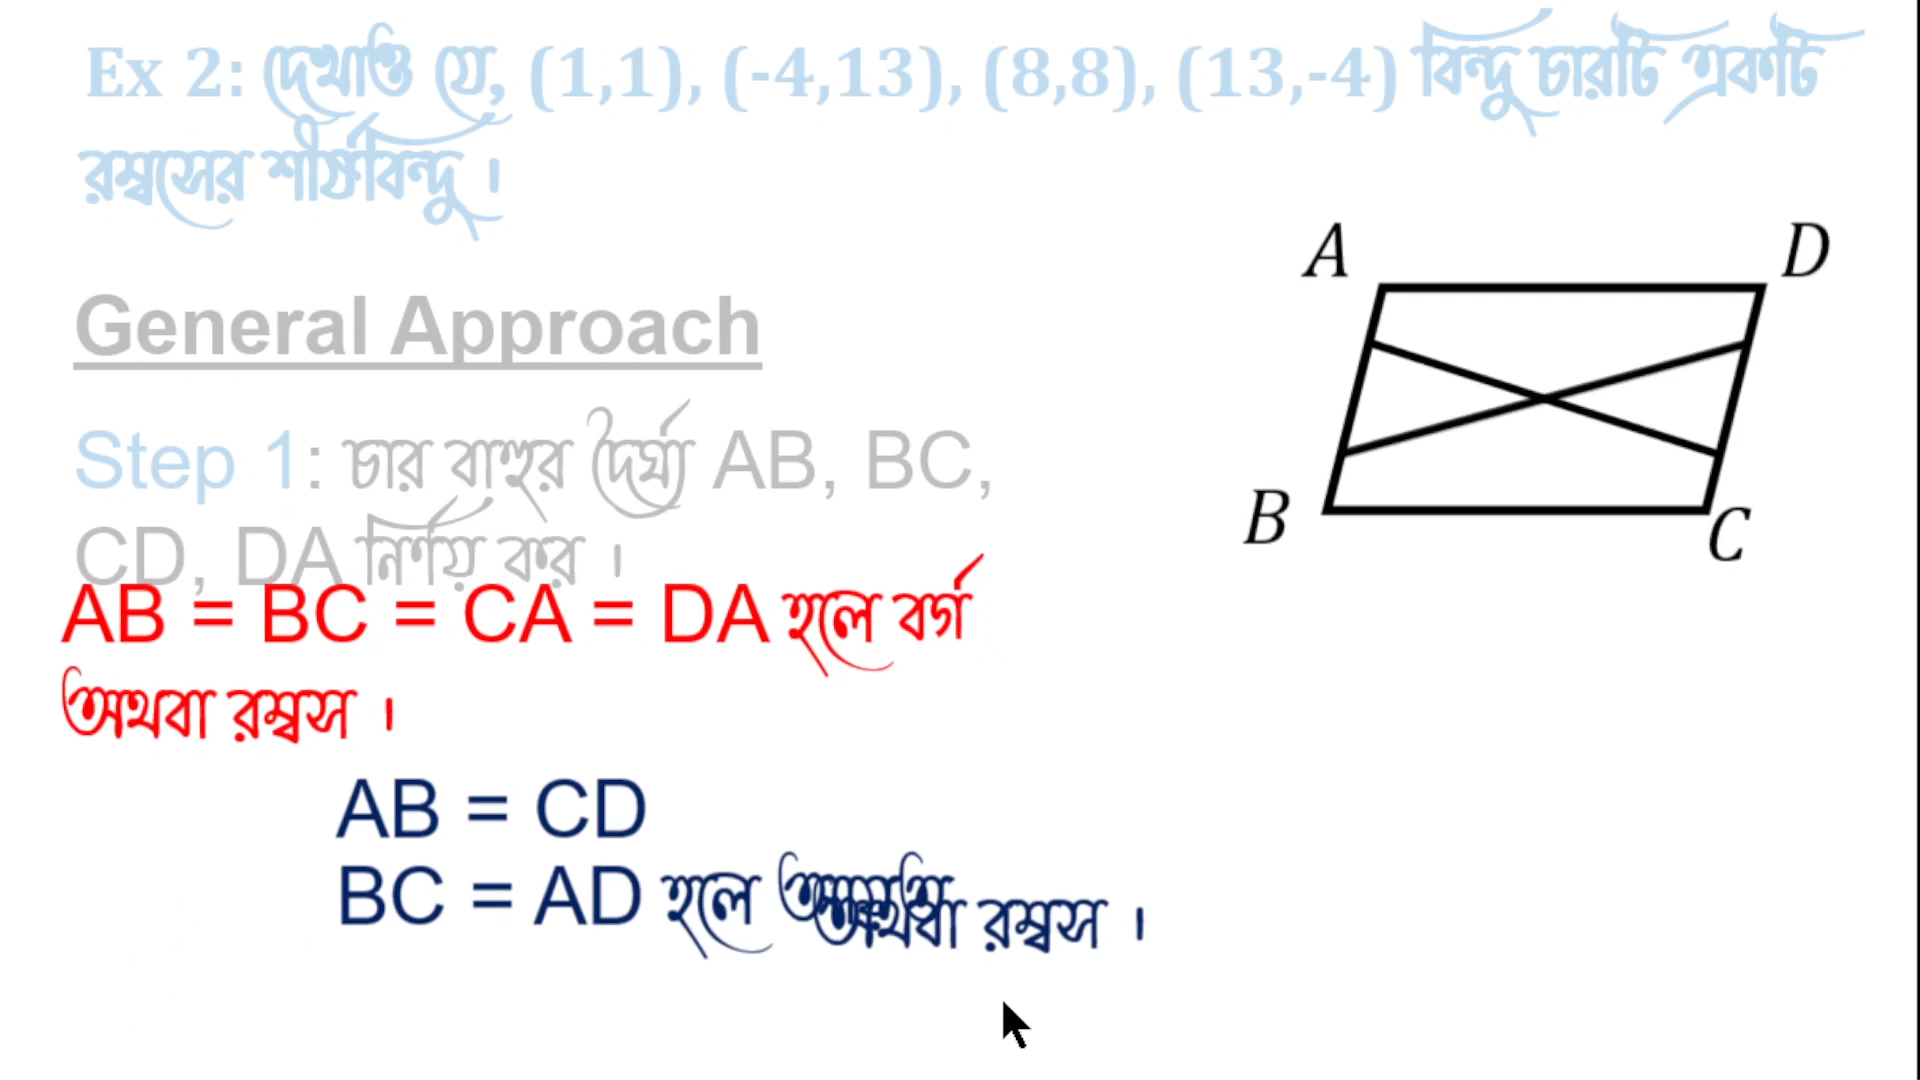 Ex 2: দেখাও যে, (1,1), (-4,13), (8,8), (13,-4) বিন্দু চারটি একটি
রম্বসের শীর্ষবিন্দু ।
A
D
General Approach
Step 1: চার বাহুর দৈর্ঘ্য AB, BC,
CD, DA নির্ণয় কর ।
B
C
AB = BC = CA = DA হলে বর্গ
অথবা রম্বস ।
AB = CD
BC = AD হলে অথবা রম্বস ।